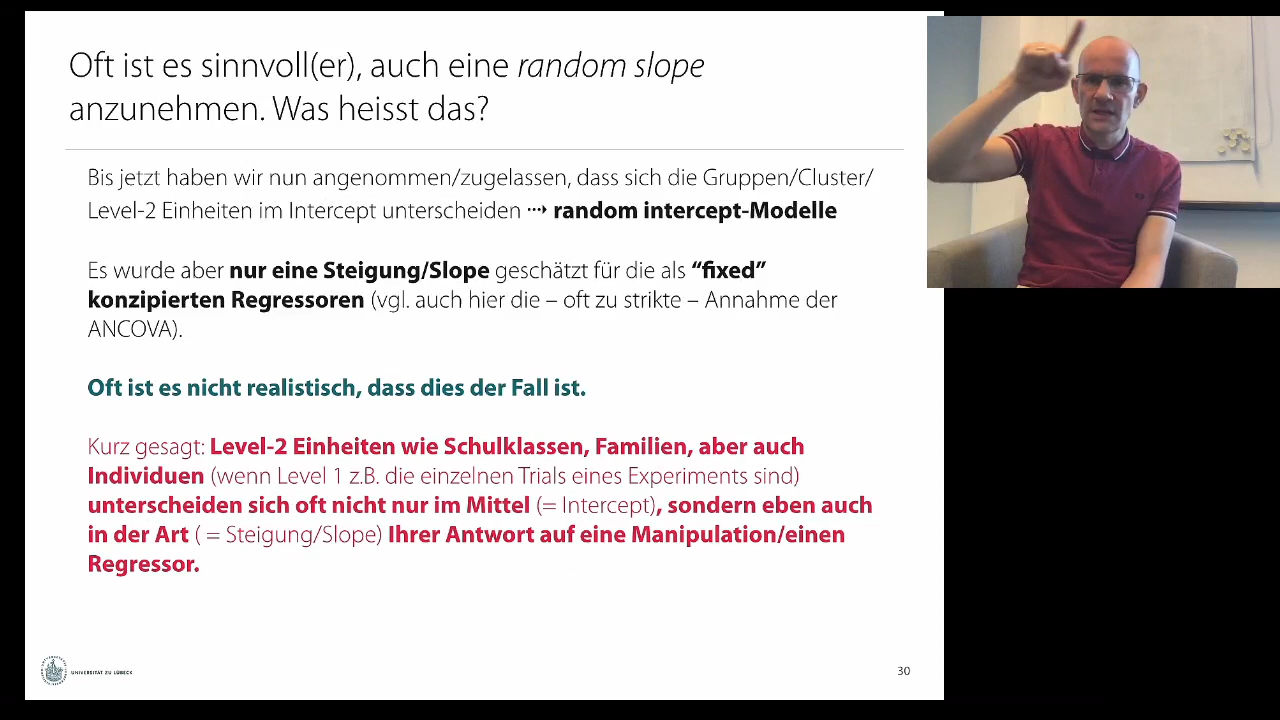 Oft ist es sinnvoll(er), auch eine random slope
anzunehmen. Was heisst das?
Bis jetzt haben wir nun angenommen/zugelassen, dass sich die Gruppen/Cluster/
Level-2 Einheiten im Intercept unterscheiden ⇢ random intercept-Modelle
Es wurde aber nur eine Steigung/Slope geschätzt für die als “fixed”
konzipierten Regressoren (vgl. auch hier die – oft zu strikte – Annahme der
ANCOVA).
Oft ist es nicht realistisch, dass dies der Fall ist.
Kurz gesagt: Level-2 Einheiten wie Schulklassen, Familien, aber auch
Individuen (wenn Level 1 z.B. die einzelnen Trials eines Experiments sind)
unterscheiden sich oft nicht nur im Mittel (= Intercept), sondern eben auch
in der Art ( = Steigung/Slope) Ihrer Antwort auf eine Manipulation/einen
Regressor.
UNIVERSITÄT ZU LÜBECK
30